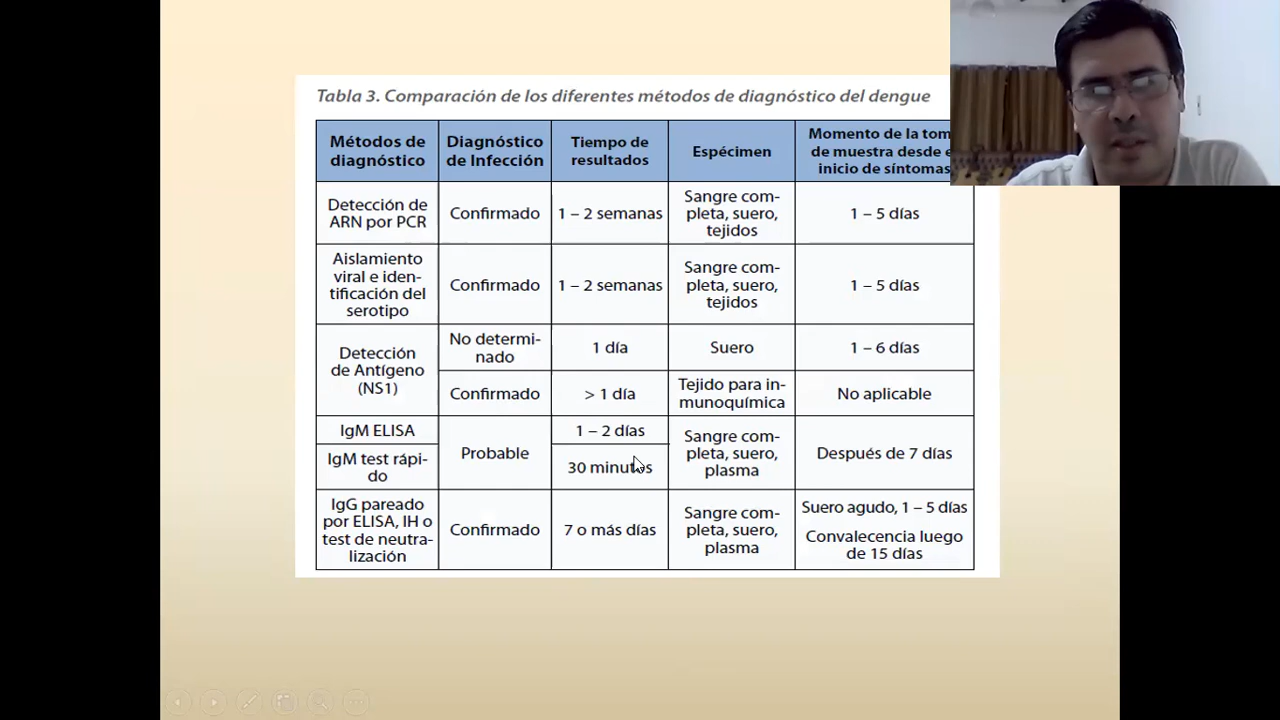 Tabla 3. Comparación de los diferentes métodos de diagnóstico del dengue
Métodos de
diagnóstico
Diagnóstico
de Infección
Tiempo de
resultados
Espécimen
Momento de la tom
de muestra desde e
inicio de síntomas
Detección de
ARN por PCR
Confirmado
1 – 2 semanas
Sangre com-
pleta, suero,
tejidos
1 – 5 días
Aislamiento
viral e iden-
tificación del
serotipo
Confirmado
1 – 2 semanas
Sangre com-
pleta, suero,
tejidos
1 – 5 días
Detección
de Antígeno
(NS1)
No determi-
nado
1 día
Suero
1 – 6 días
Confirmado
> 1 día
Tejido para in-
munoquímica
No aplicable
IgM ELISA
Probable
1 – 2 días
Sangre com-
pleta, suero,
plasma
Después de 7 días
IgM test rápi-
do
30 minutos
IgG pareado
por ELISA, IH o
test de neutra-
lización
Confirmado
7 o más días
Sangre com-
pleta, suero,
plasma
Suero agudo, 1 – 5 días
Convalecencia luego
de 15 días